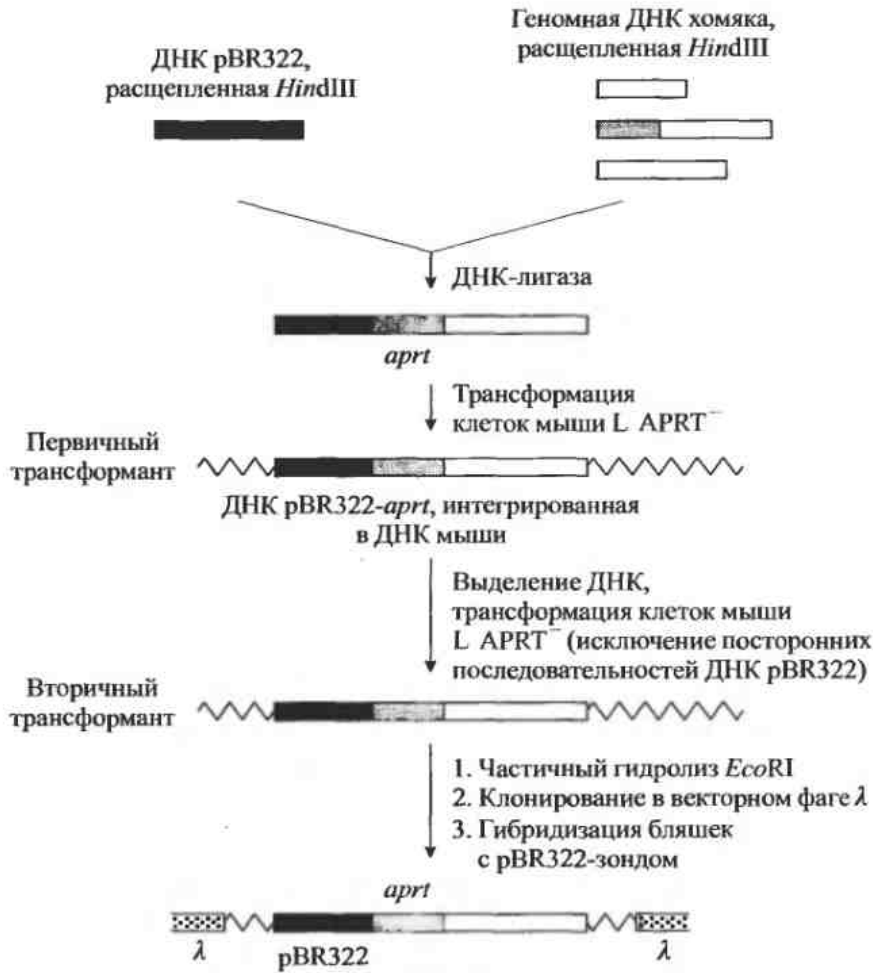 ДНК pBR322,
расщепленная HindIII
Геномная ДНК хомяка,
расщепленная HindIII
ДНК-лигаза
aprt
Трансформация
клеток мыши L APRT⁻
Первичный
трансформант
ДНК pBR322-aprt, интегрированная
в ДНК мыши
Выделение ДНК,
трансформация клеток мыши
L APRT⁻ (исключение посторонних
последовательностей ДНК pBR322)
Вторичный
трансформант
1. Частичный гидролиз EcoRI
2. Клонирование в векторном фаге λ
3. Гибридизация бляшек
с pBR322-зондом
aprt
λ
pBR322
λ